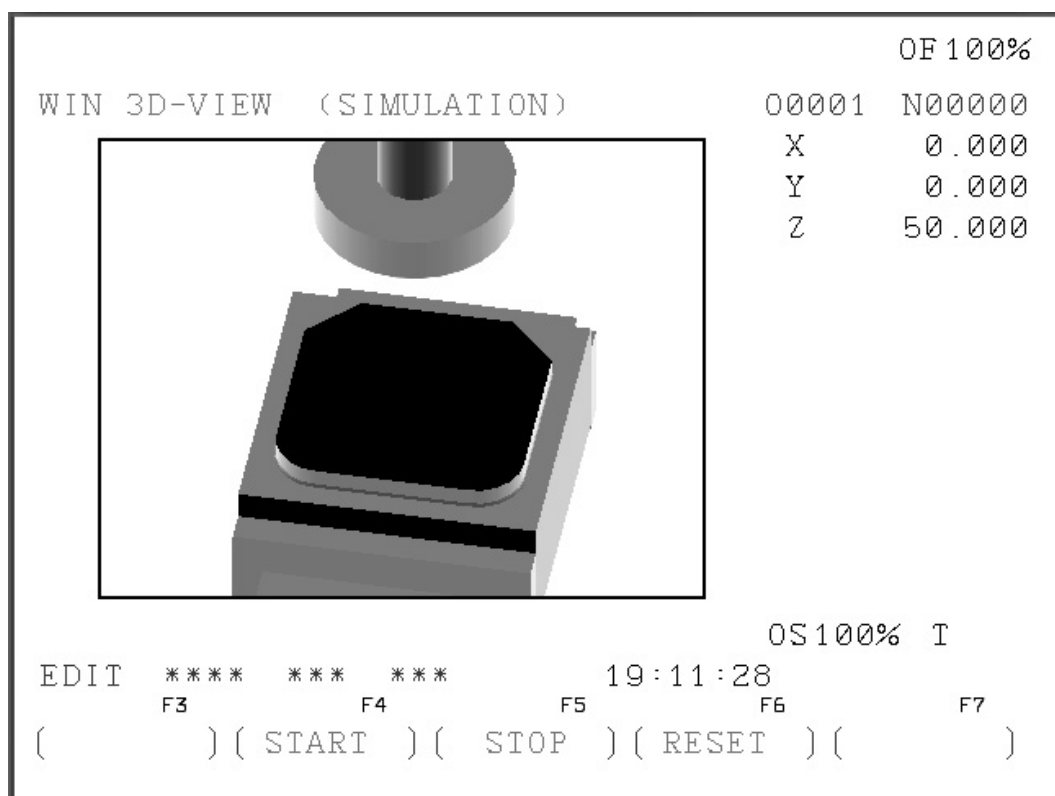 OF100%
WIN 3D-VIEW (SIMULATION) O0001 N00000
X 0.000
Y 0.000
Z 50.000
OS100% T
EDIT **** *** *** 19:11:28
F3 F4 F5 F6 F7
( )( START )( STOP )( RESET )( )